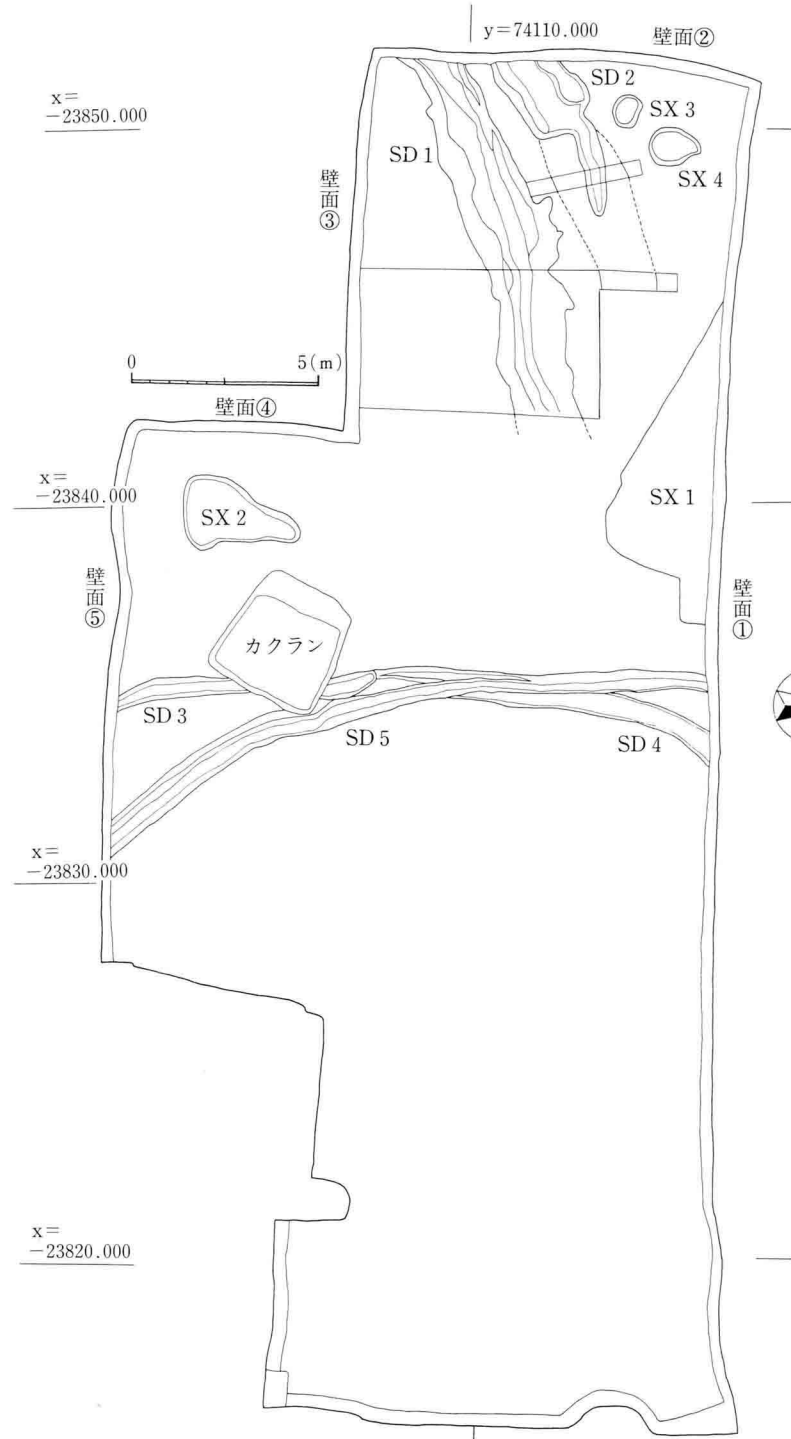 y=74110.000
壁面②
x=
-23850.000
SD 2
SX 3
SD 1
SX 4
壁面③
0 5(m)
壁面④
x=
-23840.000
SX 2
SX 1
壁面⑤
壁面①
カクラン
SD 3
SD 5
SD 4
x=
-23830.000
x=
-23820.000